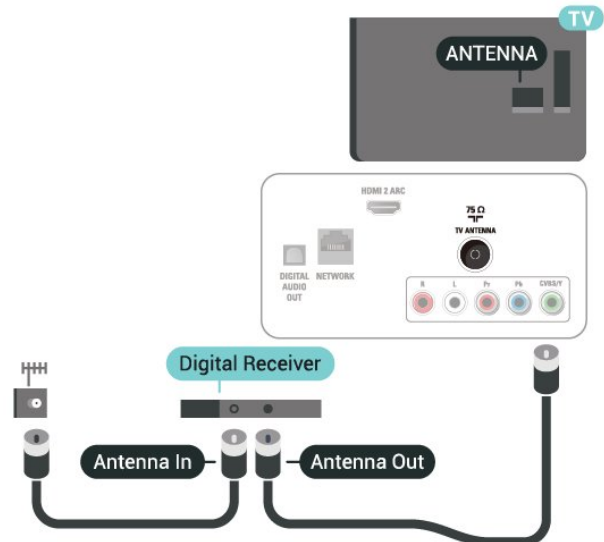 TV
ANTENNA
HDMI 2 ARC
75 Ω
TV ANTENNA
DIGITAL
AUDIO
OUT
NETWORK
R L Pr Pb CVBS/Y
Digital Receiver
Antenna In
Antenna Out